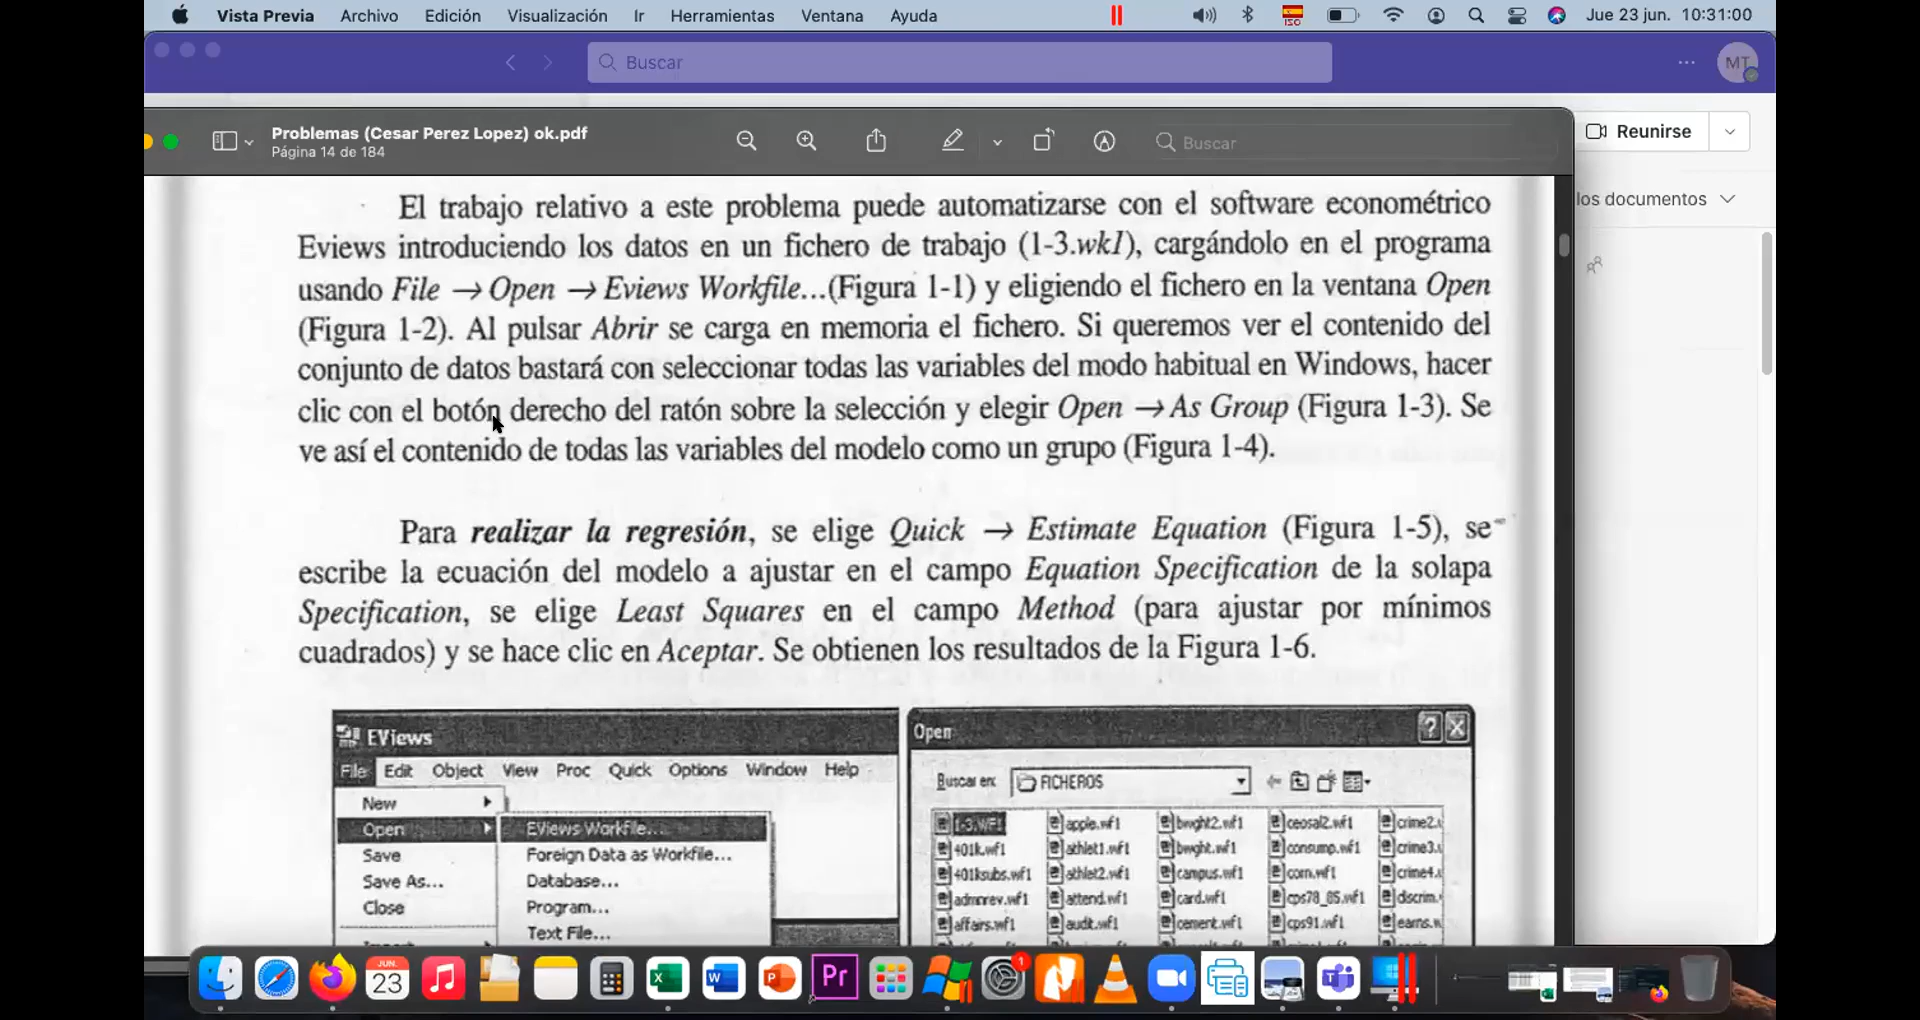 Vista Previa Archivo Edición Visualización Ir Herramientas Ventana Ayuda
ISO
Jue 23 jun. 10:31:00
Buscar
MT
Problemas (Cesar Perez Lopez) ok.pdf
Página 14 de 184
Buscar
Reunirse
los documentos
El trabajo relativo a este problema puede automatizarse con el software econométrico
Eviews introduciendo los datos en un fichero de trabajo (1-3.wk1), cargándolo en el programa
usando File → Open → Eviews Workfile...(Figura 1-1) y eligiendo el fichero en la ventana Open
(Figura 1-2). Al pulsar Abrir se carga en memoria el fichero. Si queremos ver el contenido del
conjunto de datos bastará con seleccionar todas las variables del modo habitual en Windows, hacer
clic con el botón derecho del ratón sobre la selección y elegir Open → As Group (Figura 1-3). Se
ve así el contenido de todas las variables del modelo como un grupo (Figura 1-4).
Para realizar la regresión, se elige Quick → Estimate Equation (Figura 1-5), se
escribe la ecuación del modelo a ajustar en el campo Equation Specification de la solapa
Specification, se elige Least Squares en el campo Method (para ajustar por mínimos
cuadrados) y se hace clic en Aceptar. Se obtienen los resultados de la Figura 1-6.
EViews
File Edit Object View Proc Quick Options Window Help
New
Open
Save
Save As...
Close
EViews Workfile...
Foreign Data as Workfile...
Database...
Program...
Text File...
Open
Buscar en: FICHEROS
1-3.WF1 apple.wf1 bwght2.wf1 ceosal2.wf1 crime2.
401k.wf1 athlet1.wf1 bwght.wf1 consump.wf1 crime3.
401ksubs.wf1 athlet2.wf1 campus.wf1 corn.wf1 crime4.
admnrev.wf1 attend.wf1 card.wf1 cps78_85.wf1 discrim.
affairs.wf1 audit.wf1 cement.wf1 cps91.wf1 earns.
JUN.
23
Pr
1